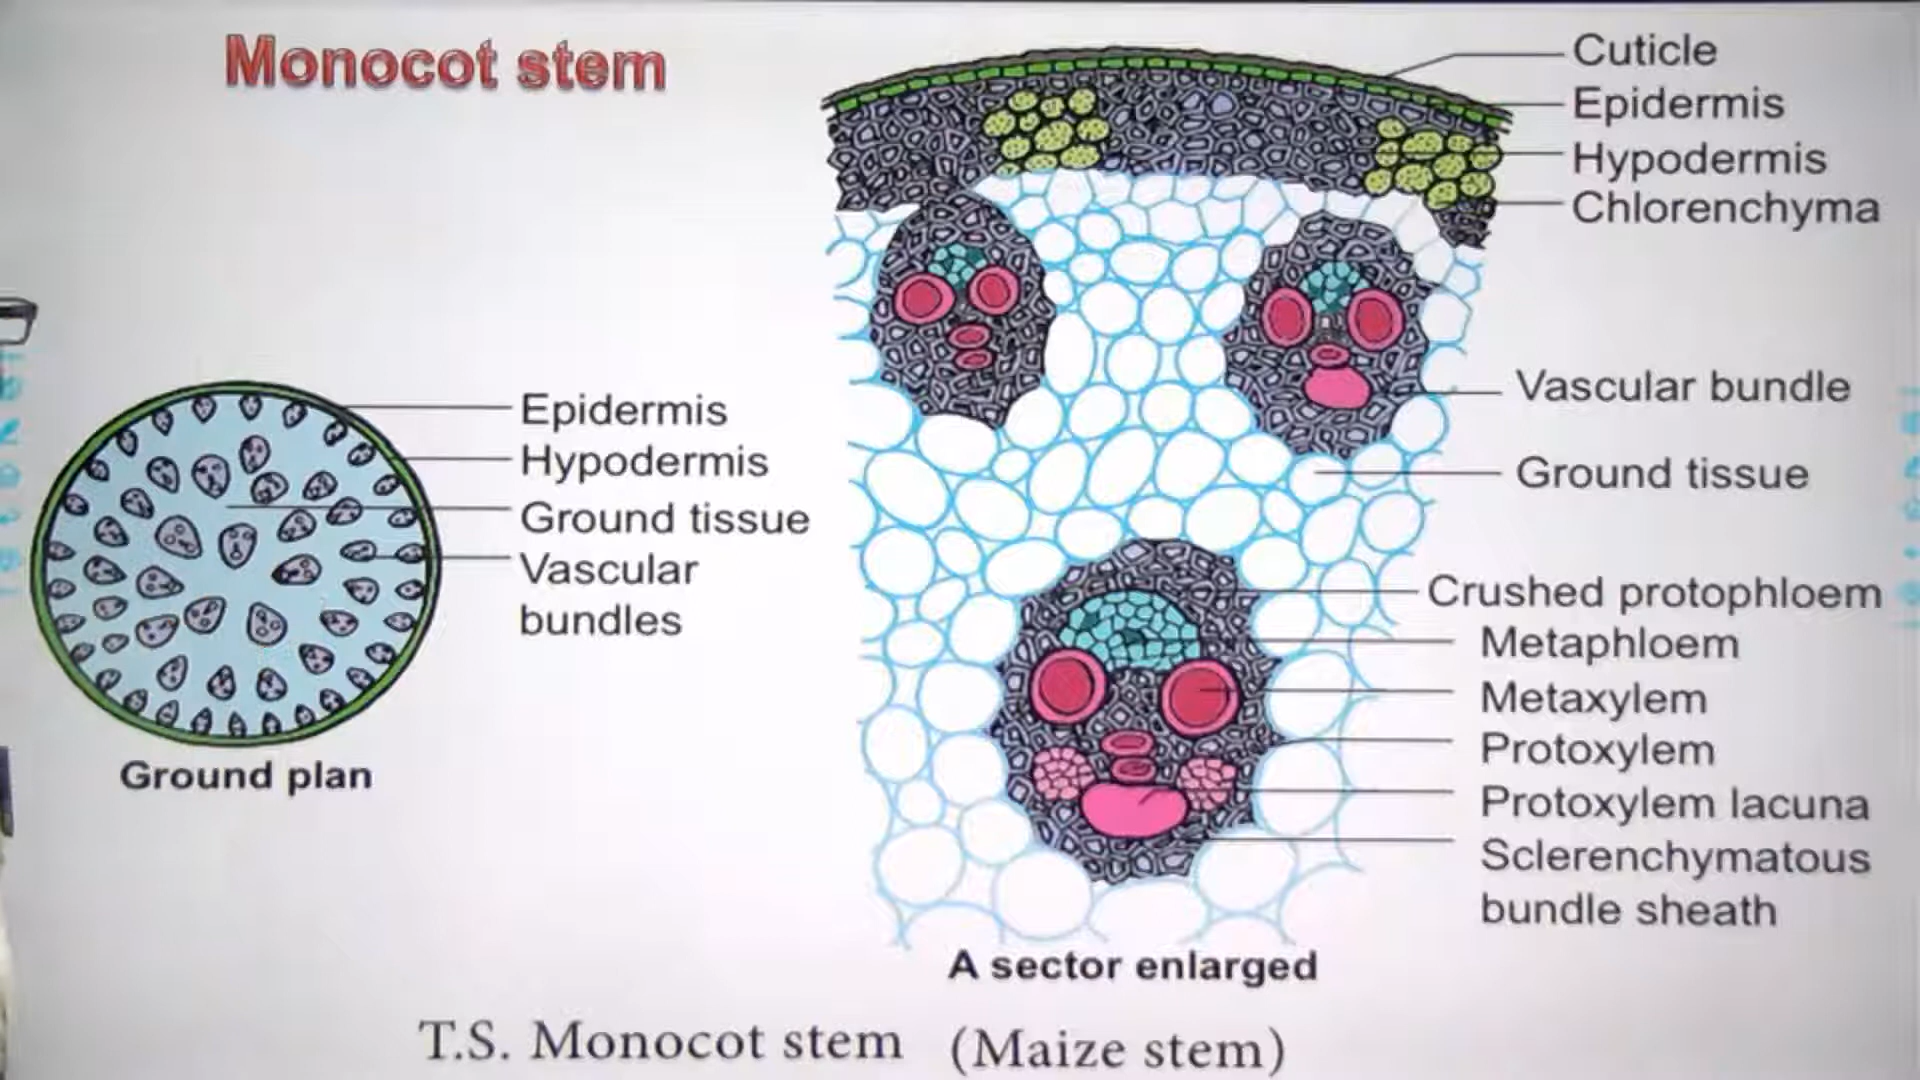 Monocot stem
Cuticle
Epidermis
Hypodermis
Chlorenchyma
Vascular bundle
Ground tissue
Crushed protophloem
Metaphloem
Metaxylem
Protoxylem
Protoxylem lacuna
Sclerenchymatous
bundle sheath
A sector enlarged
Epidermis
Hypodermis
Ground tissue
Vascular
bundles
Ground plan
T.S. Monocot stem (Maize stem)